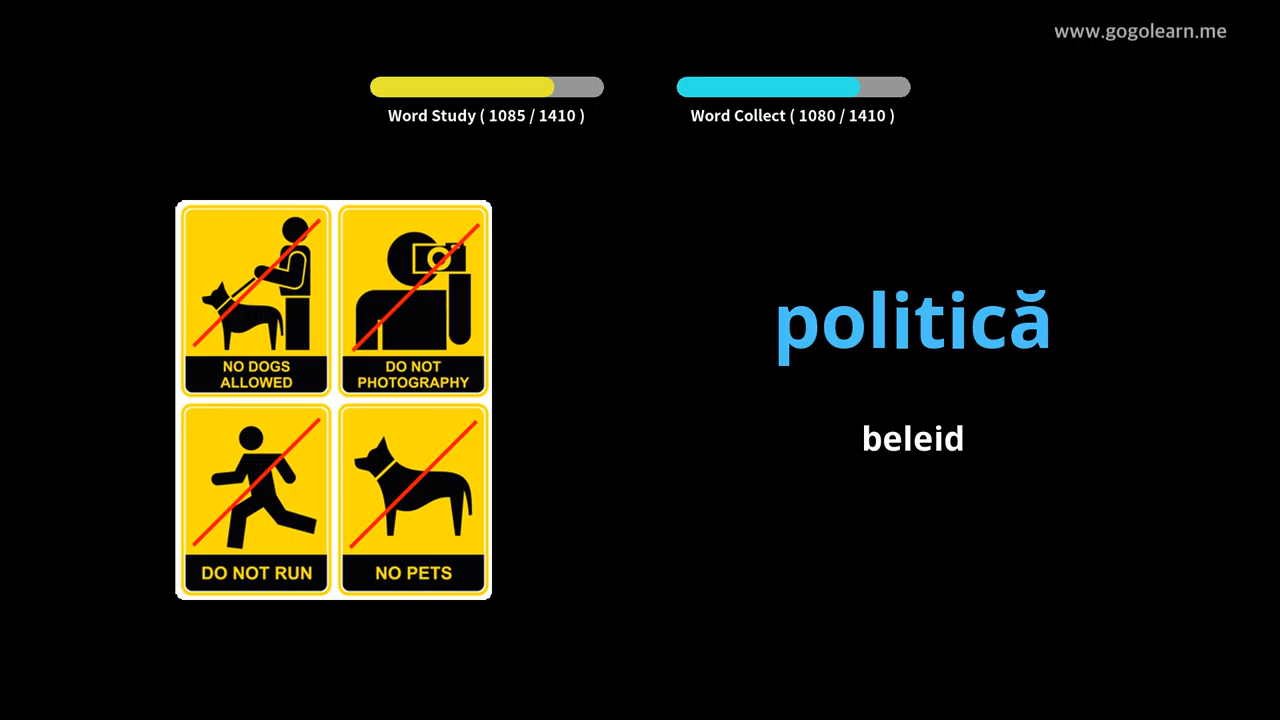 www.gogolearn.me
Word Study ( 1085 / 1410 )
Word Collect ( 1080 / 1410 )
NO DOGS
ALLOWED
DO NOT
PHOTOGRAPHY
DO NOT RUN
NO PETS
politică
beleid